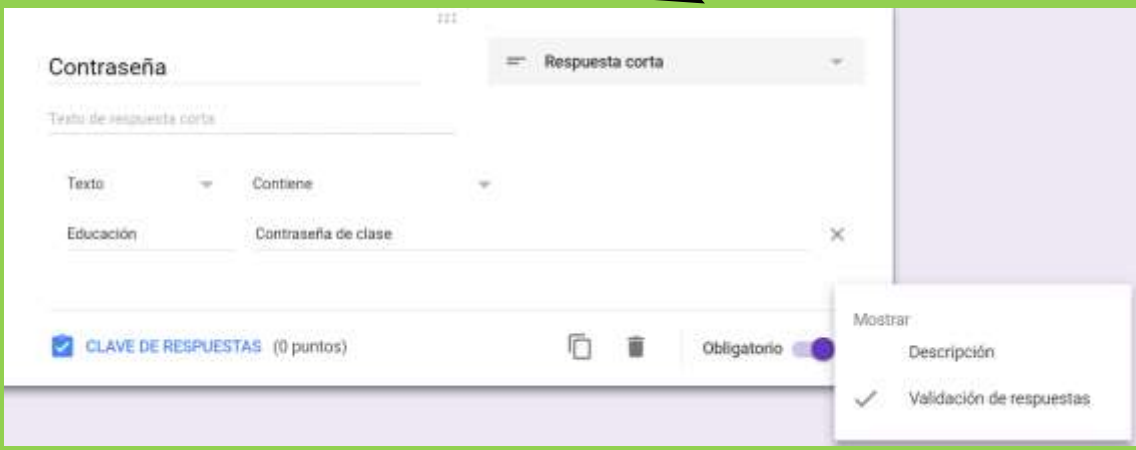 Contraseña
Respuesta corta
Texto de respuesta corta
Texto Contiene
Educación Contraseña de clase
CLAVE DE RESPUESTAS (0 puntos)
Obligatorio
Mostrar
Descripción
Validación de respuestas